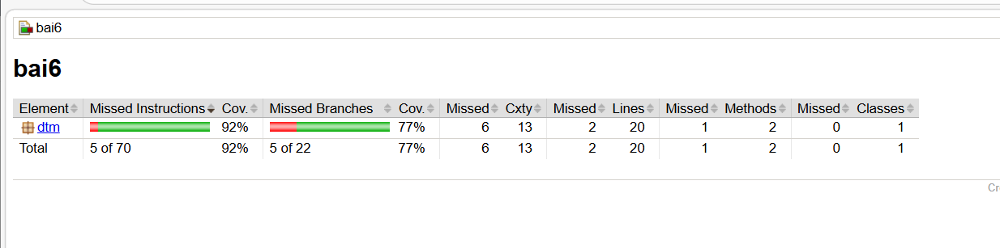 bai6
bai6
Element Missed Instructions Cov. Missed Branches Cov. Missed Cxty Missed Lines Missed Methods Missed Classes
dtm 92% 77% 6 13 2 20 1 2 0 1
Total 5 of 70 92% 5 of 22 77% 6 13 2 20 1 2 0 1